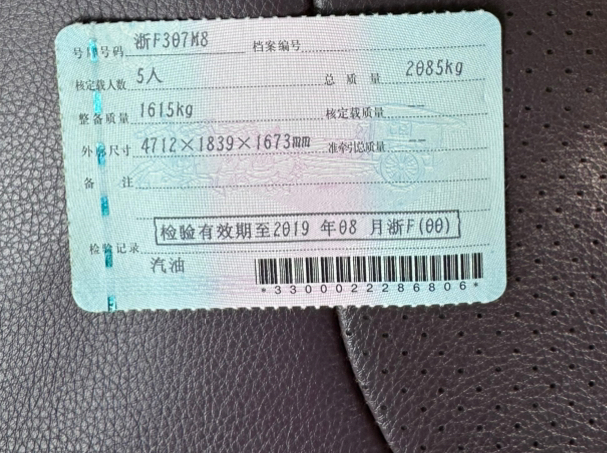 号牌号码 浙F307M8 档案编号
核定载人数 5人 总质量 2085kg
整备质量 1615kg 核定载质量 --
外廓尺寸 4712×1839×1673mm 准牵引总质量 --
备注
检验有效期至2019 年08 月浙F(00)
检验记录
汽油
*3300022286806*